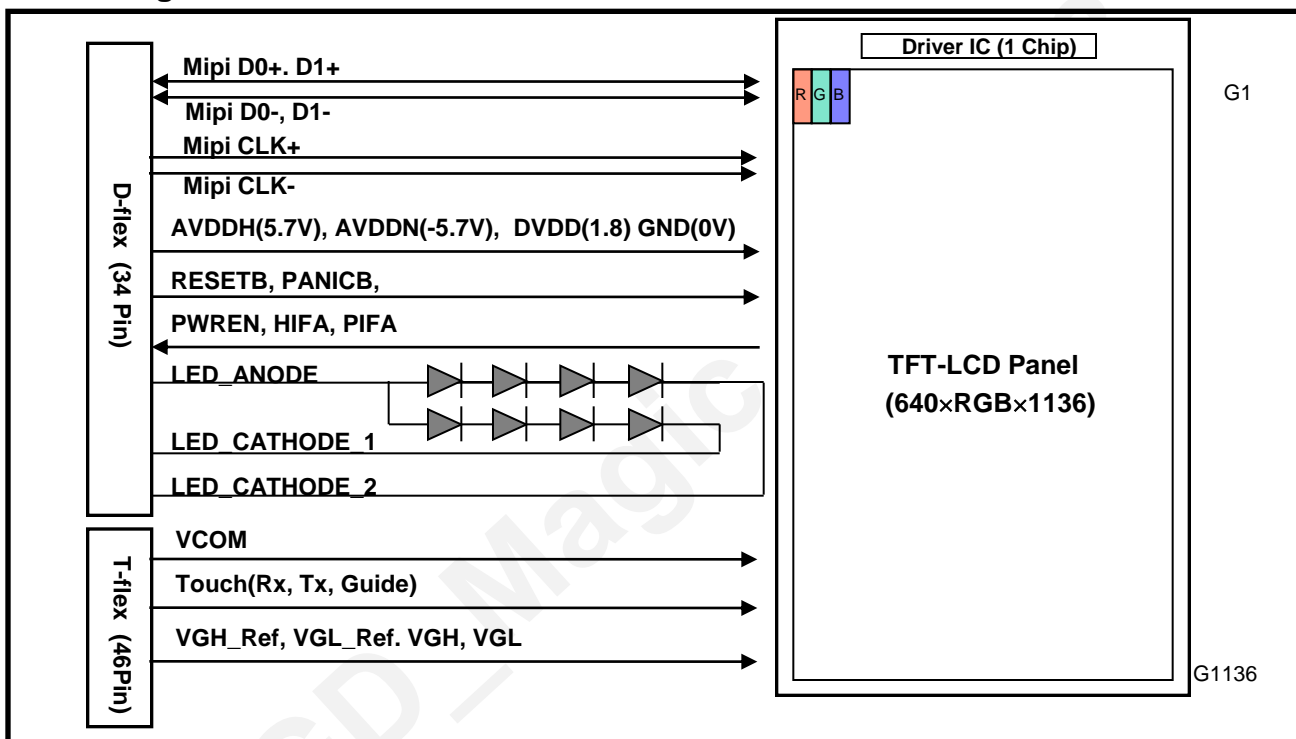 Driver IC (1 Chip)
Mipi D0+. D1+
R G B
G1
Mipi D0-, D1-
Mipi CLK+
Mipi CLK-
D-flex (34 Pin)
AVDDH(5.7V), AVDDN(-5.7V), DVDD(1.8) GND(0V)
RESETB, PANICB,
PWREN, HIFA, PIFA
LED_ANODE
TFT-LCD Panel
(640×RGB×1136)
LED_CATHODE_1
LED_CATHODE_2
VCOM
T-flex (46Pin)
Touch(Rx, Tx, Guide)
VGH_Ref, VGL_Ref. VGH, VGL
G1136